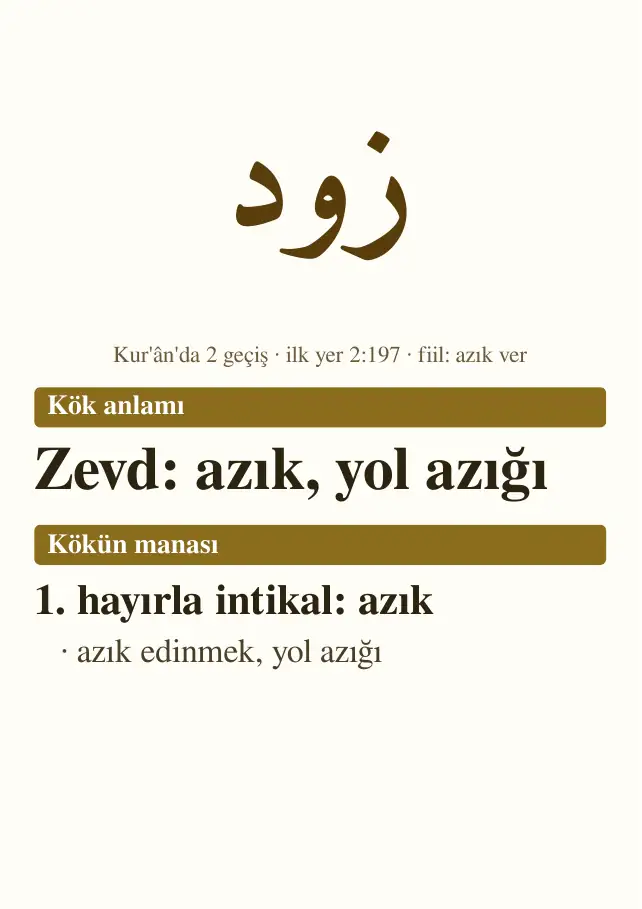 زود
Kur'ân'da 2 geçiş · ilk yer 2:197 · fiil: azık ver
Kök anlamı
Zevd: azık, yol azığı
Kökün manası
1. hayırla intikal: azık
· azık edinmek, yol azığı